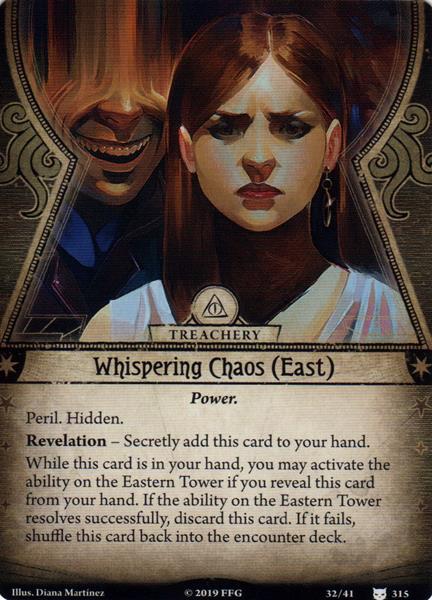 TREACHERY
Whispering Chaos (East)
Power.
Peril. Hidden.
Revelation – Secretly add this card to your hand.
While this card is in your hand, you may activate the
ability on the Eastern Tower if you reveal this card
from your hand. If the ability on the Eastern Tower
resolves successfully, discard this card. If it fails,
shuffle this card back into the encounter deck.
Illus. Diana Martinez © 2019 FFG 32/41 315